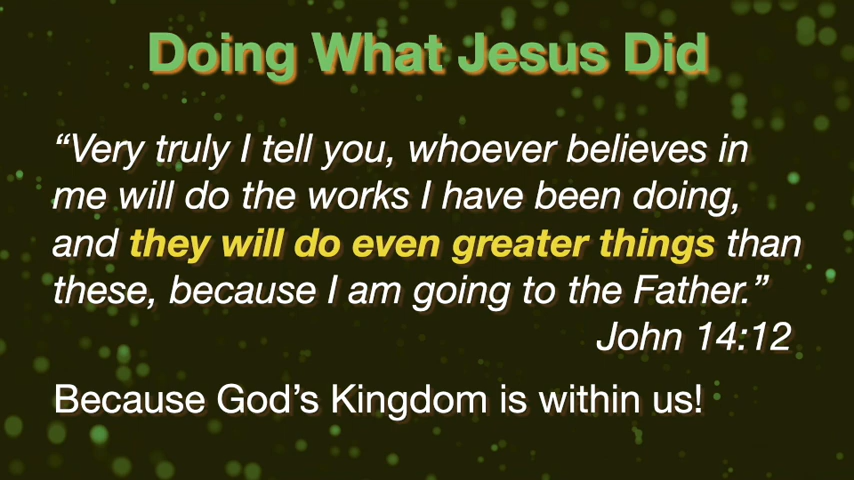 Doing What Jesus Did
“Very truly I tell you, whoever believes in
me will do the works I have been doing,
and they will do even greater things than
these, because I am going to the Father.”
John 14:12
Because God’s Kingdom is within us!